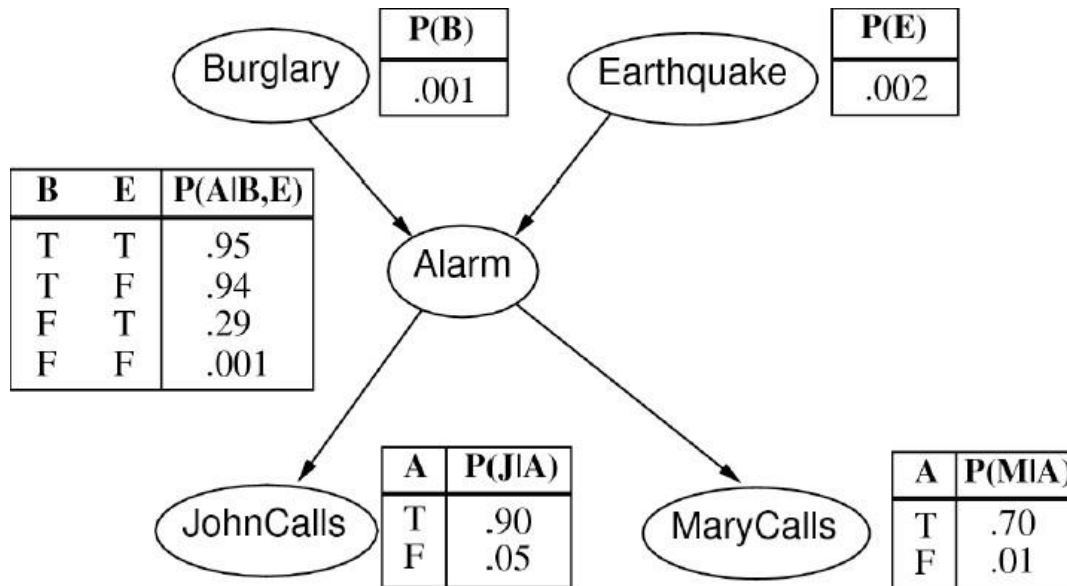 Burglary
P(B)
.001
Earthquake
P(E)
.002
B E P(A|B,E)
T T .95
T F .94
F T .29
F F .001
Alarm
JohnCalls
A P(J|A)
T .90
F .05
MaryCalls
A P(M|A)
T .70
F .01